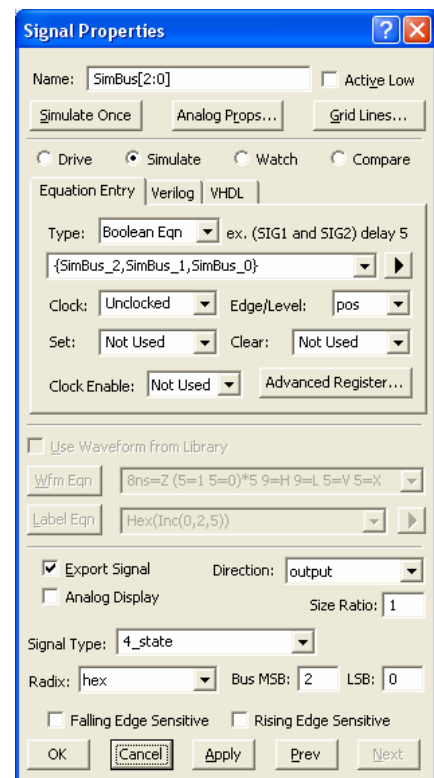 Signal Properties
Name: SimBus[2:0] Active Low
Simulate Once Analog Props... Grid Lines...
Drive Simulate Watch Compare
Equation Entry Verilog VHDL
Type: Boolean Eqn ex. (SIG1 and SIG2) delay 5
{SimBus_2,SimBus_1,SimBus_0}
Clock: Unclocked Edge/Level: pos
Set: Not Used Clear: Not Used
Clock Enable: Not Used Advanced Register...
Use Waveform from Library
Wfm Eqn 8ns=Z (5=1 5=0)*5 9=H 9=L 5=V 5=X
Label Eqn Hex(Inc(0,2,5))
Export Signal Direction: output
Analog Display Size Ratio: 1
Signal Type: 4_state
Radix: hex Bus MSB: 2 LSB: 0
Falling Edge Sensitive Rising Edge Sensitive
OK Cancel Apply Prev Next